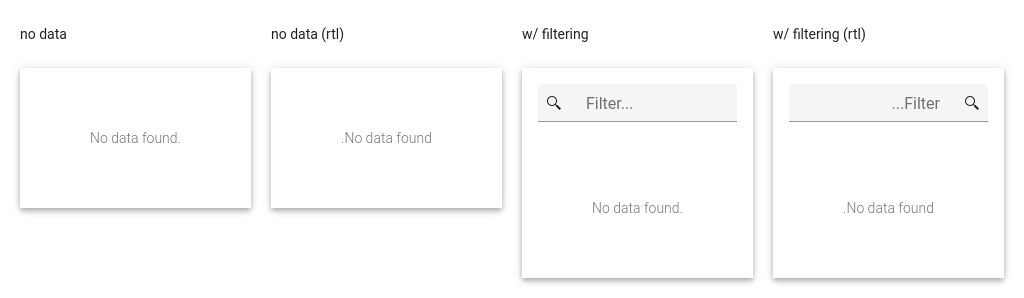 no data
No data found.
no data (rtl)
.No data found
w/ filtering
Filter...
No data found.
w/ filtering (rtl)
...Filter
.No data found